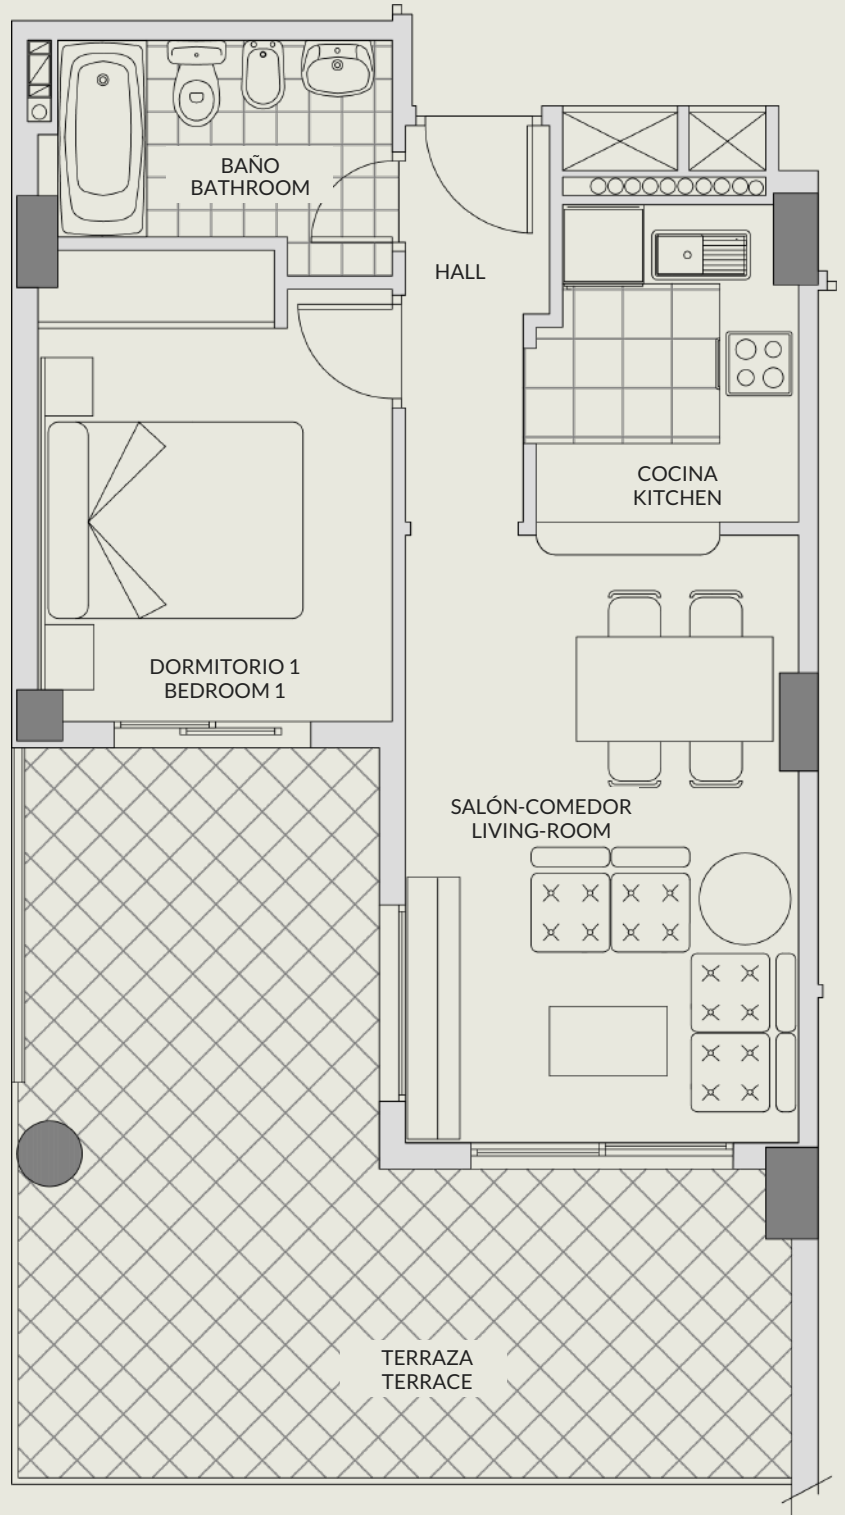 BAÑO
BATHROOM
HALL
COCINA
KITCHEN
DORMITORIO 1
BEDROOM 1
SALÓN-COMEDOR
LIVING-ROOM
TERRAZA
TERRACE